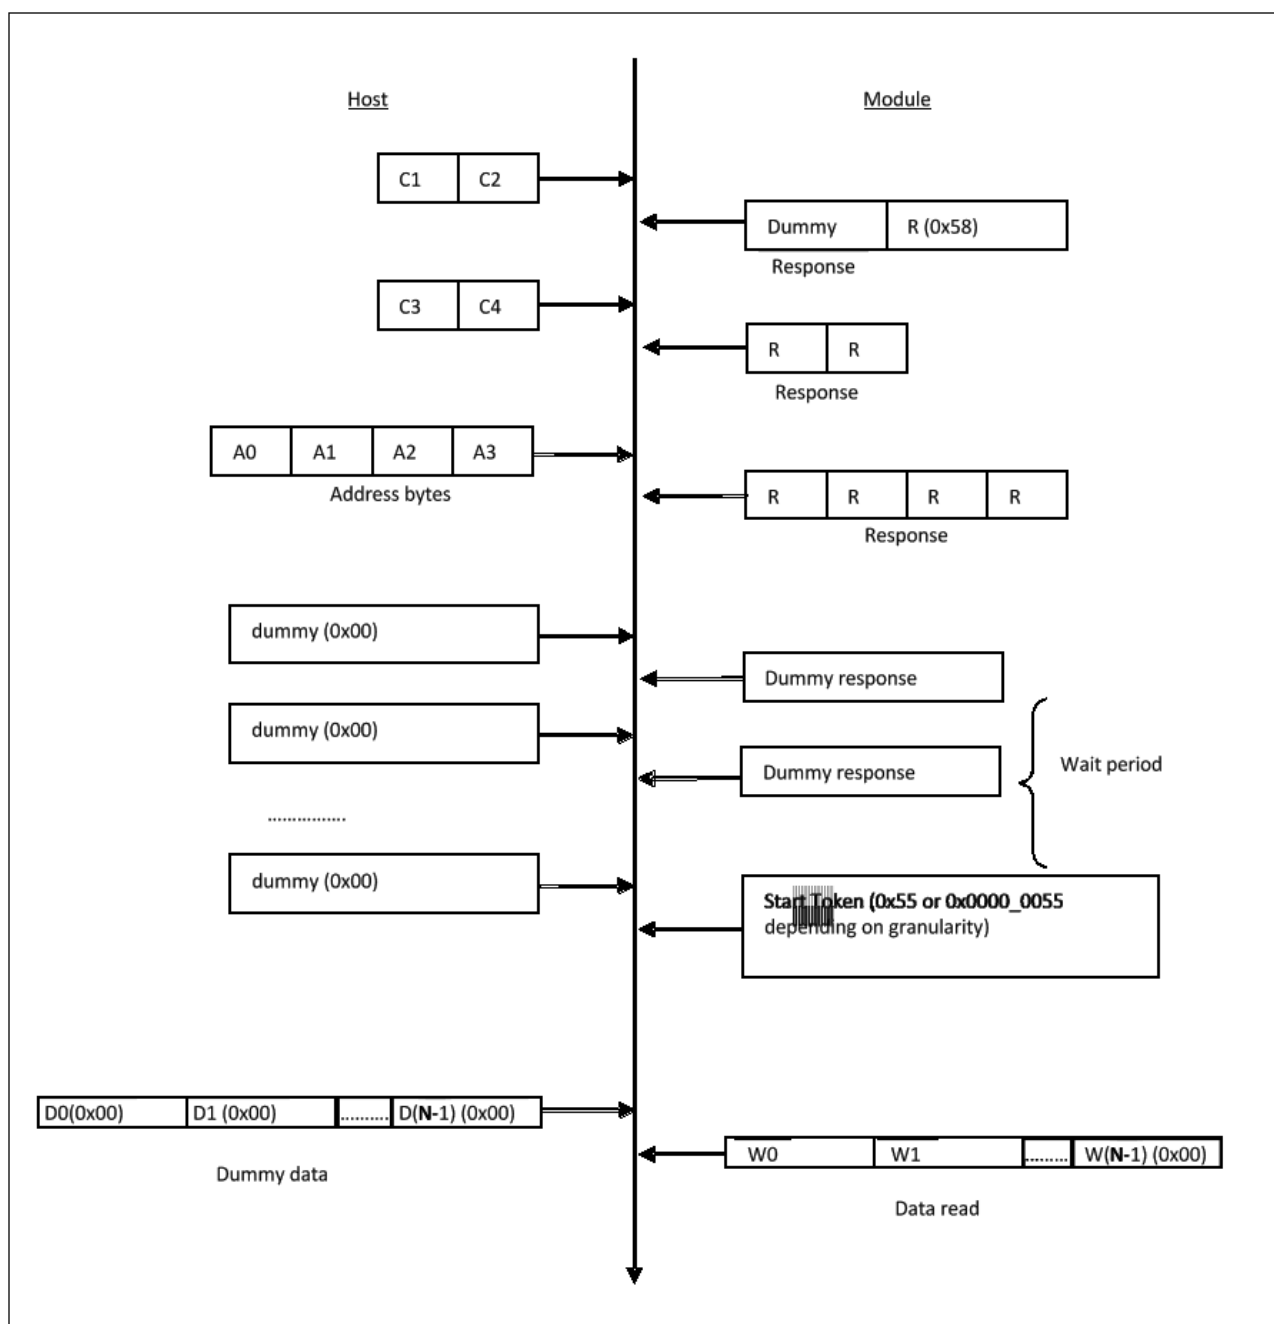 Host
Module
C1 C2
Dummy R (0x58)
Response
C3 C4
R R
Response
A0 A1 A2 A3
Address bytes
R R R R
Response
dummy (0x00)
Dummy response
dummy (0x00)
Dummy response
Wait period
................
dummy (0x00)
Start Token (0x55 or 0x0000_0055
depending on granularity)
D0(0x00) D1 (0x00) .......... D(N-1) (0x00)
W0 W1 ......... W(N-1) (0x00)
Dummy data
Data read